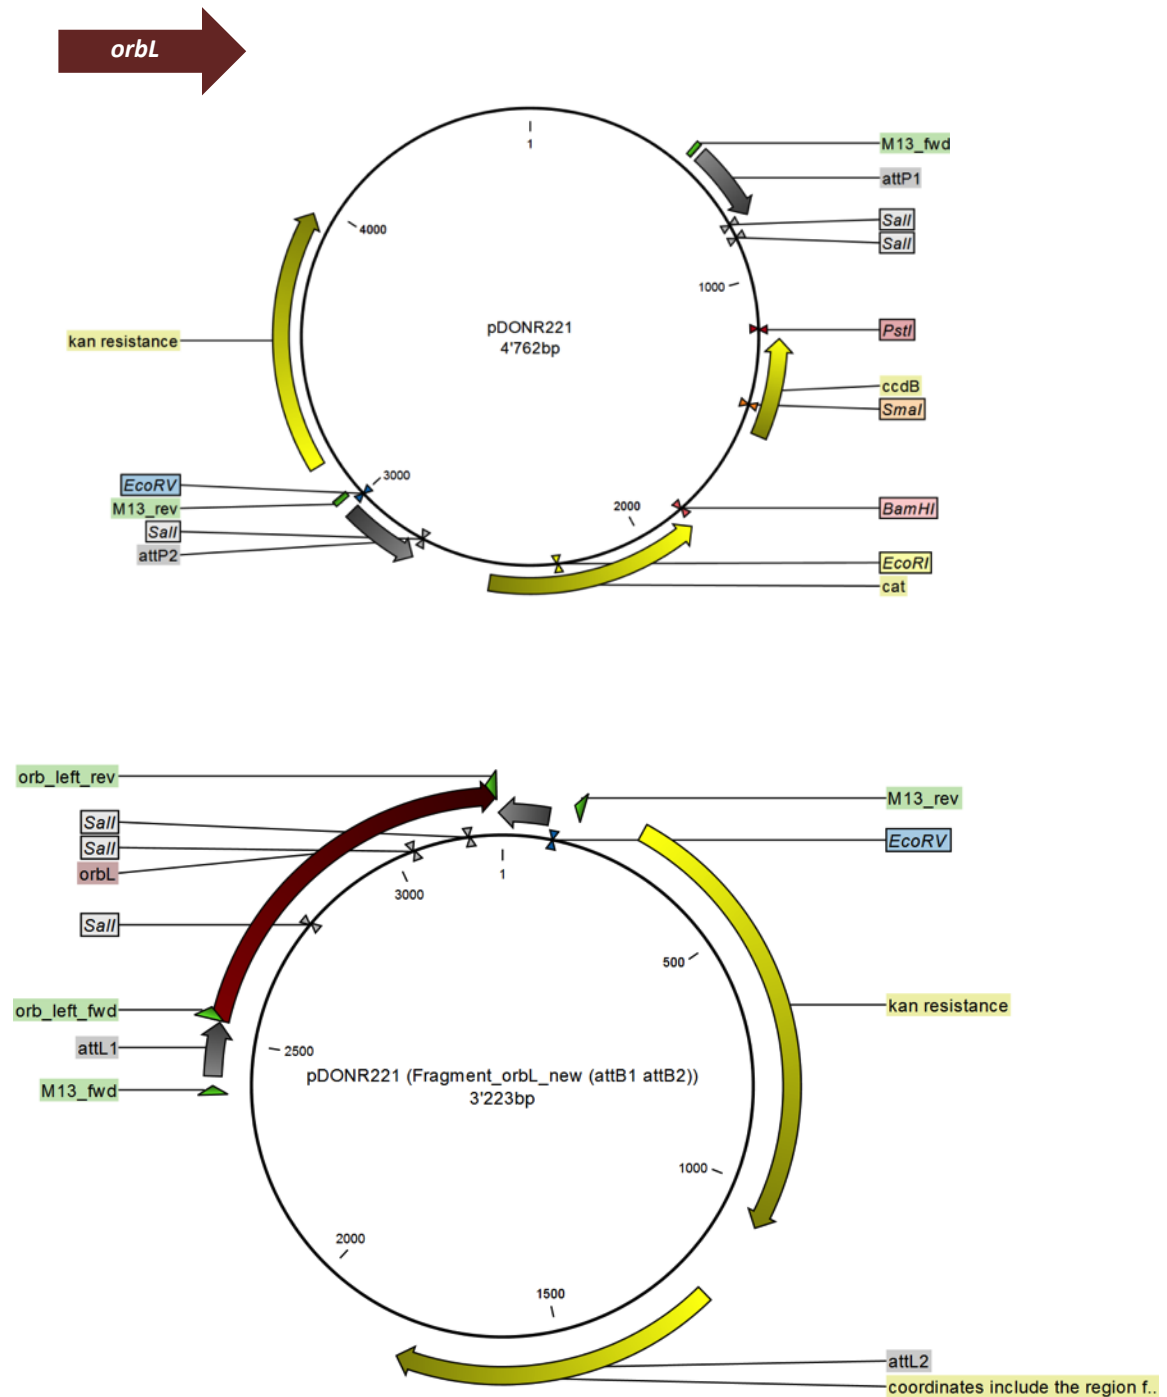 orbL
M13_fwd
attP1
SalI
SalI
1
4000
1000
pDONR221
4'762bp
PstI
kan resistance
ccdB
SmaI
EcoRV
3000
M13_rev
SalI
attP2
2000
BamHI
EcoRI
cat
orb_left_rev
M13_rev
SalI
SalI
EcoRV
orbL
1
3000
SalI
500
orb_left_fwd
kan resistance
attL1
2500
M13_fwd
pDONR221 (Fragment_orbL_new (attB1 attB2))
3'223bp
1000
2000
1500
attL2
coordinates include the region f..